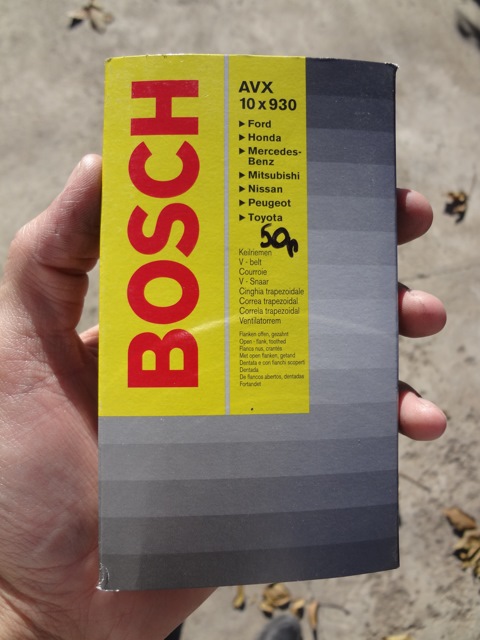 BOSCH
AVX
10 x 930
▶ Ford
▶ Honda
▶ Mercedes-
Benz
▶ Mitsubishi
▶ Nissan
▶ Peugeot
▶ Toyota
50p
Keilriemen
V - belt
Courroie
V - Snaar
Cinghia trapezoidale
Correa trapezoidal
Correia trapezoidal
Ventilatorrem
Flanken offen, gezahnt
Open - flank, toothed
Flancs nus, crantés
Met open flanken, getand
Dentata e con fianchi scoperti
Dentada
De flancos abiertos, dentadas
Fortandet